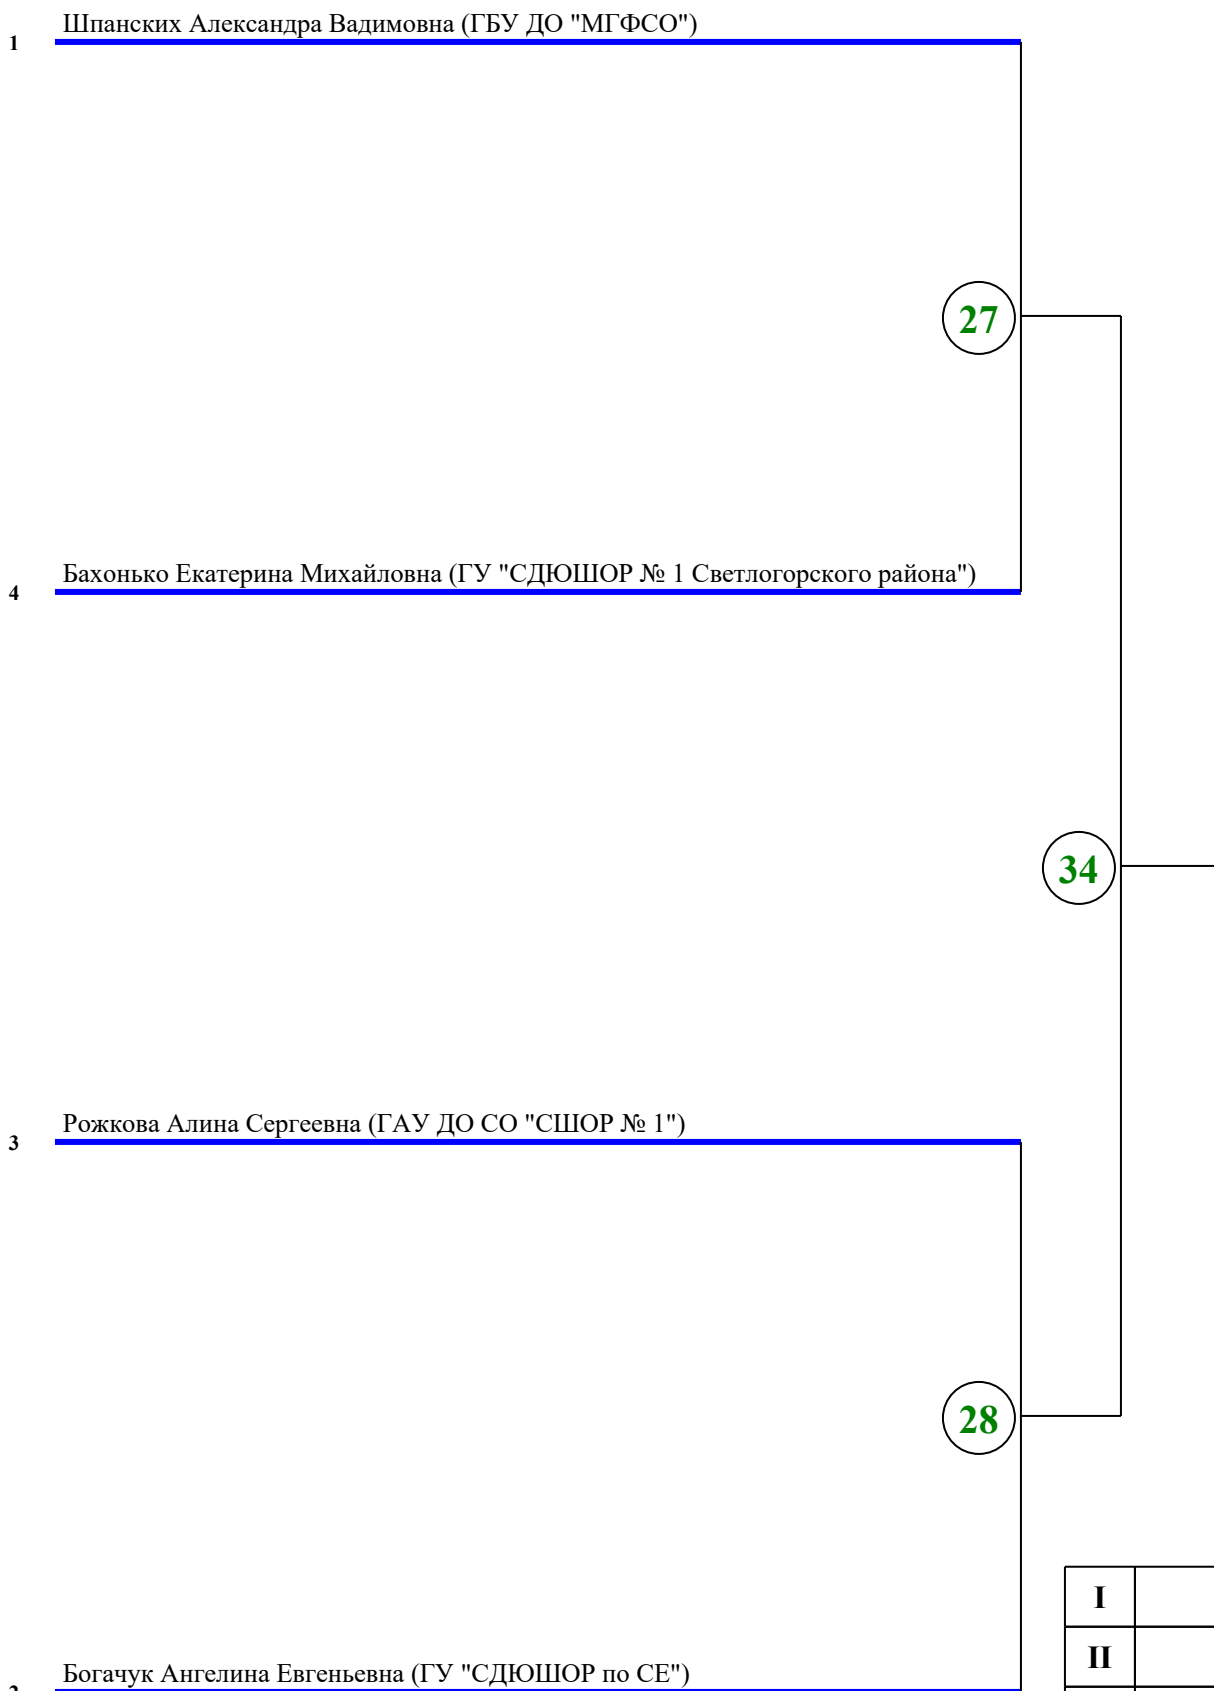 Шпанских Александра Вадимовна (ГБУ ДО "МГФСО")
1
27
Бахонько Екатерина Михайловна (ГУ "СДЮШОР № 1 Светлогорского района")
4
34
Рожкова Алина Сергеевна (ГАУ ДО СО "СШОР № 1")
3
28
I
II
Богачук Ангелина Евгеньевна (ГУ "СДЮШОР по СЕ")